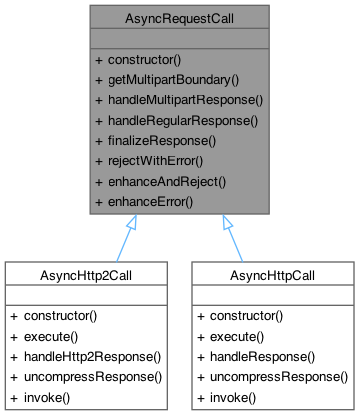 AsyncRequestCall
+ constructor()
+ getMultipartBoundary()
+ handleMultipartResponse()
+ handleRegularResponse()
+ finalizeResponse()
+ rejectWithError()
+ enhanceAndReject()
+ enhanceError()
AsyncHttp2Call
+ constructor()
+ execute()
+ handleHttp2Response()
+ uncompressResponse()
+ invoke()
AsyncHttpCall
+ constructor()
+ execute()
+ handleResponse()
+ uncompressResponse()
+ invoke()